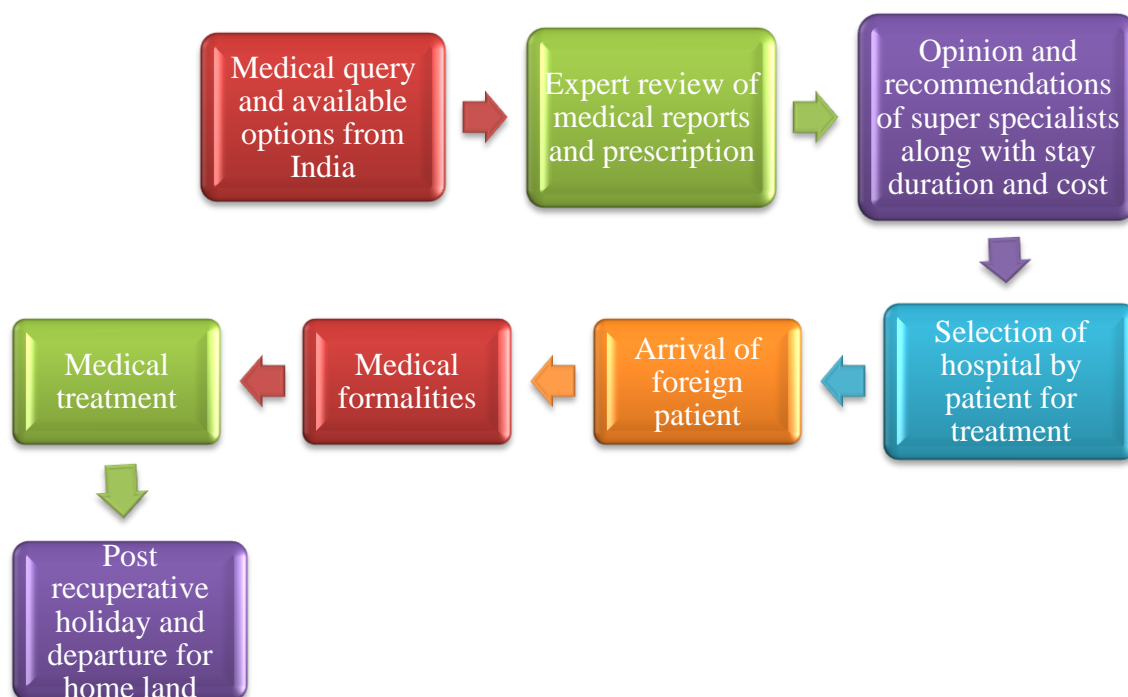 Medical query
and available
options from
India
Expert review of
medical reports
and prescription
Opinion and
recommendations
of super specialists
along with stay
duration and cost
Selection of
hospital by
patient for
treatment
Arrival of
foreign
patient
Medical
formalities
Medical
treatment
Post
recuperative
holiday and
departure for
home land